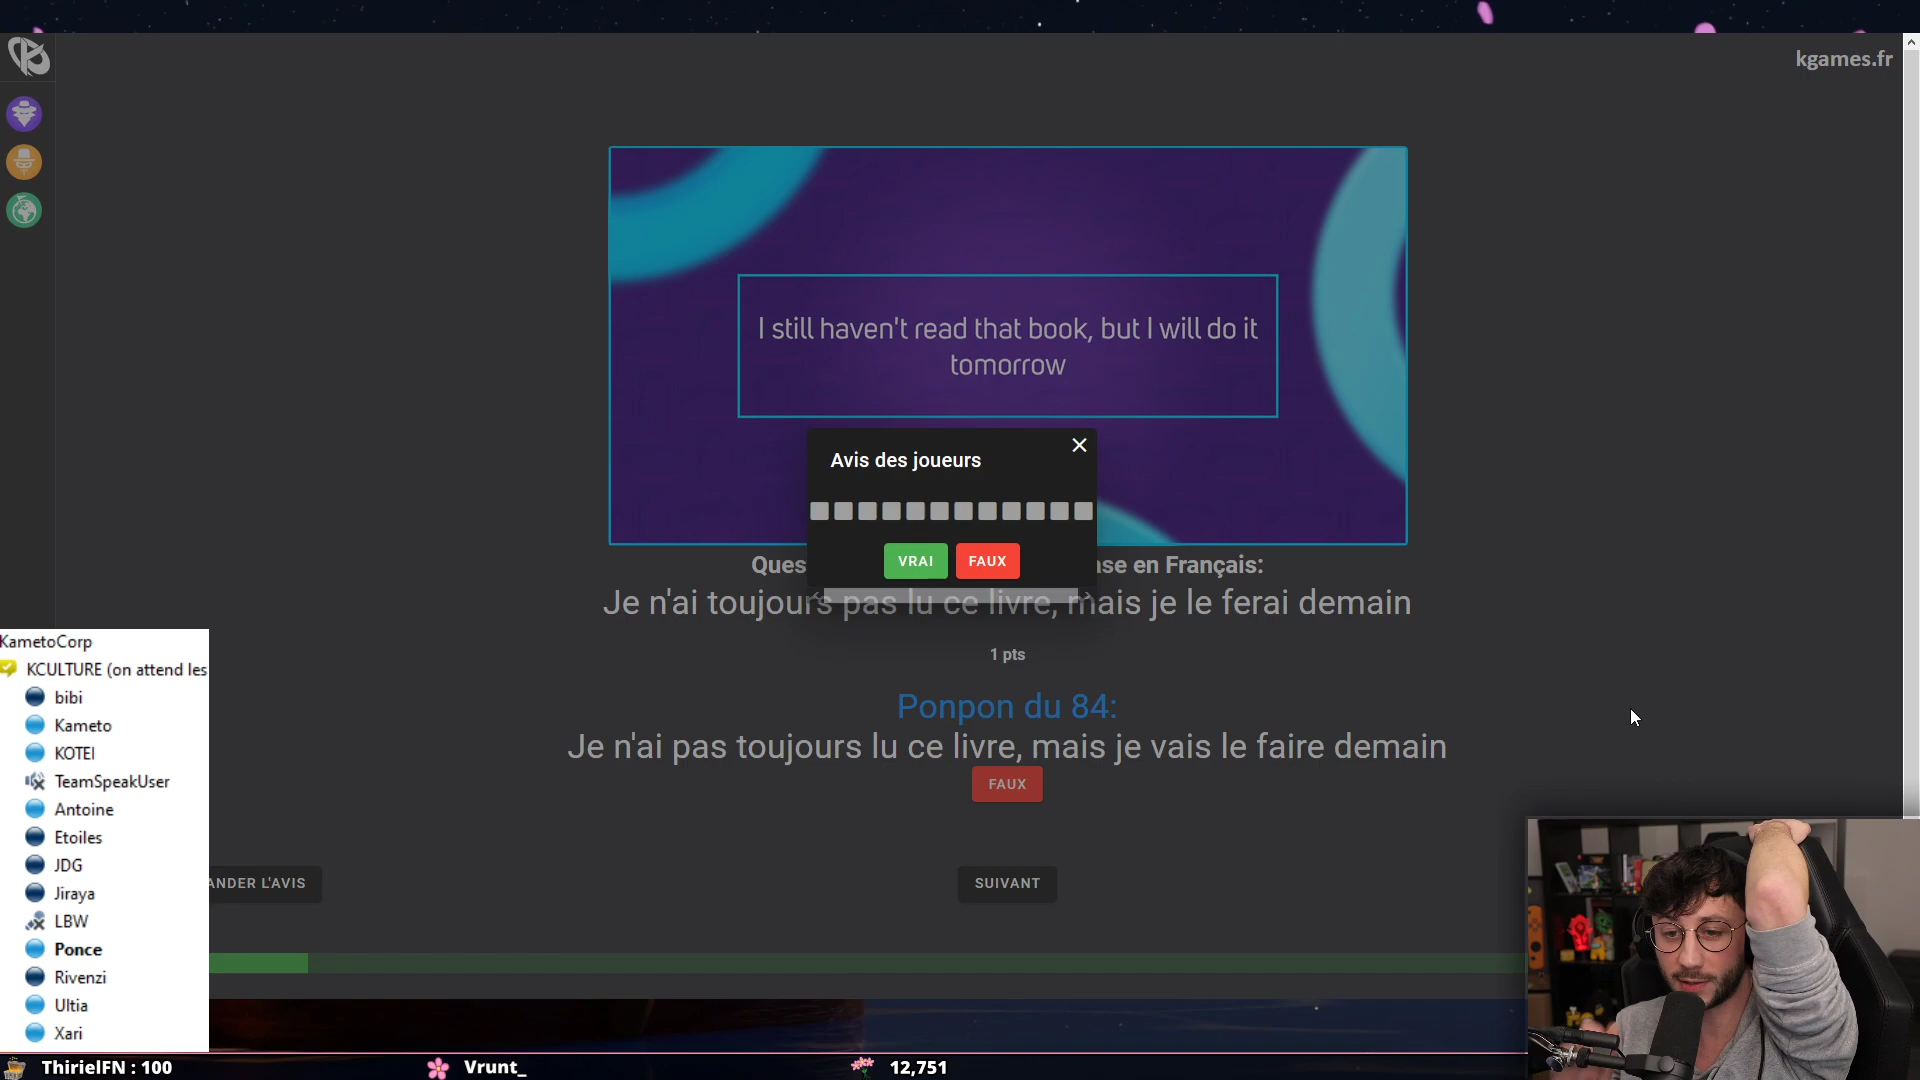 kgames.fr
I still haven't read that book, but I will do it
tomorrow
Avis des joueurs
VRAI
FAUX
Ques
ase en Français:
Je n'ai toujours pas lu ce livre, mais je le ferai demain
1 pts
Ponpon du 84:
Je n'ai pas toujours lu ce livre, mais je vais le faire demain
FAUX
ANDER L'AVIS
SUIVANT
KametoCorp
KCULTURE (on attend les
bibi
Kameto
KOTEI
TeamSpeakUser
Antoine
Etoiles
JDG
Jiraya
LBW
Ponce
Rivenzi
Ultia
Xari
ThirielFN : 100
Vrunt_
12,751